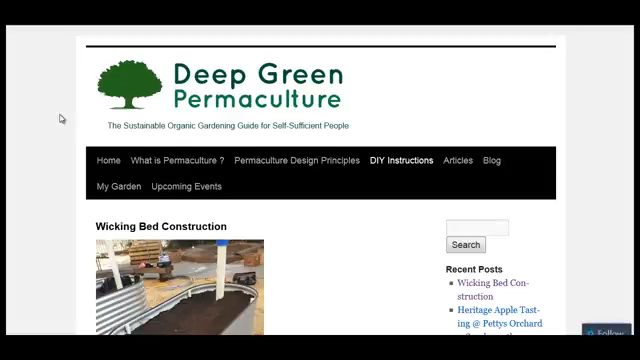 Deep Green
Permaculture
The Sustainable Organic Gardening Guide for Self-Sufficient People
Home What is Permaculture ? Permaculture Design Principles DIY Instructions Articles Blog
My Garden Upcoming Events
Wicking Bed Construction
Search
Recent Posts
Wicking Bed Con-
struction
Heritage Apple Tast-
ing @ Pettys Orchard
Follow